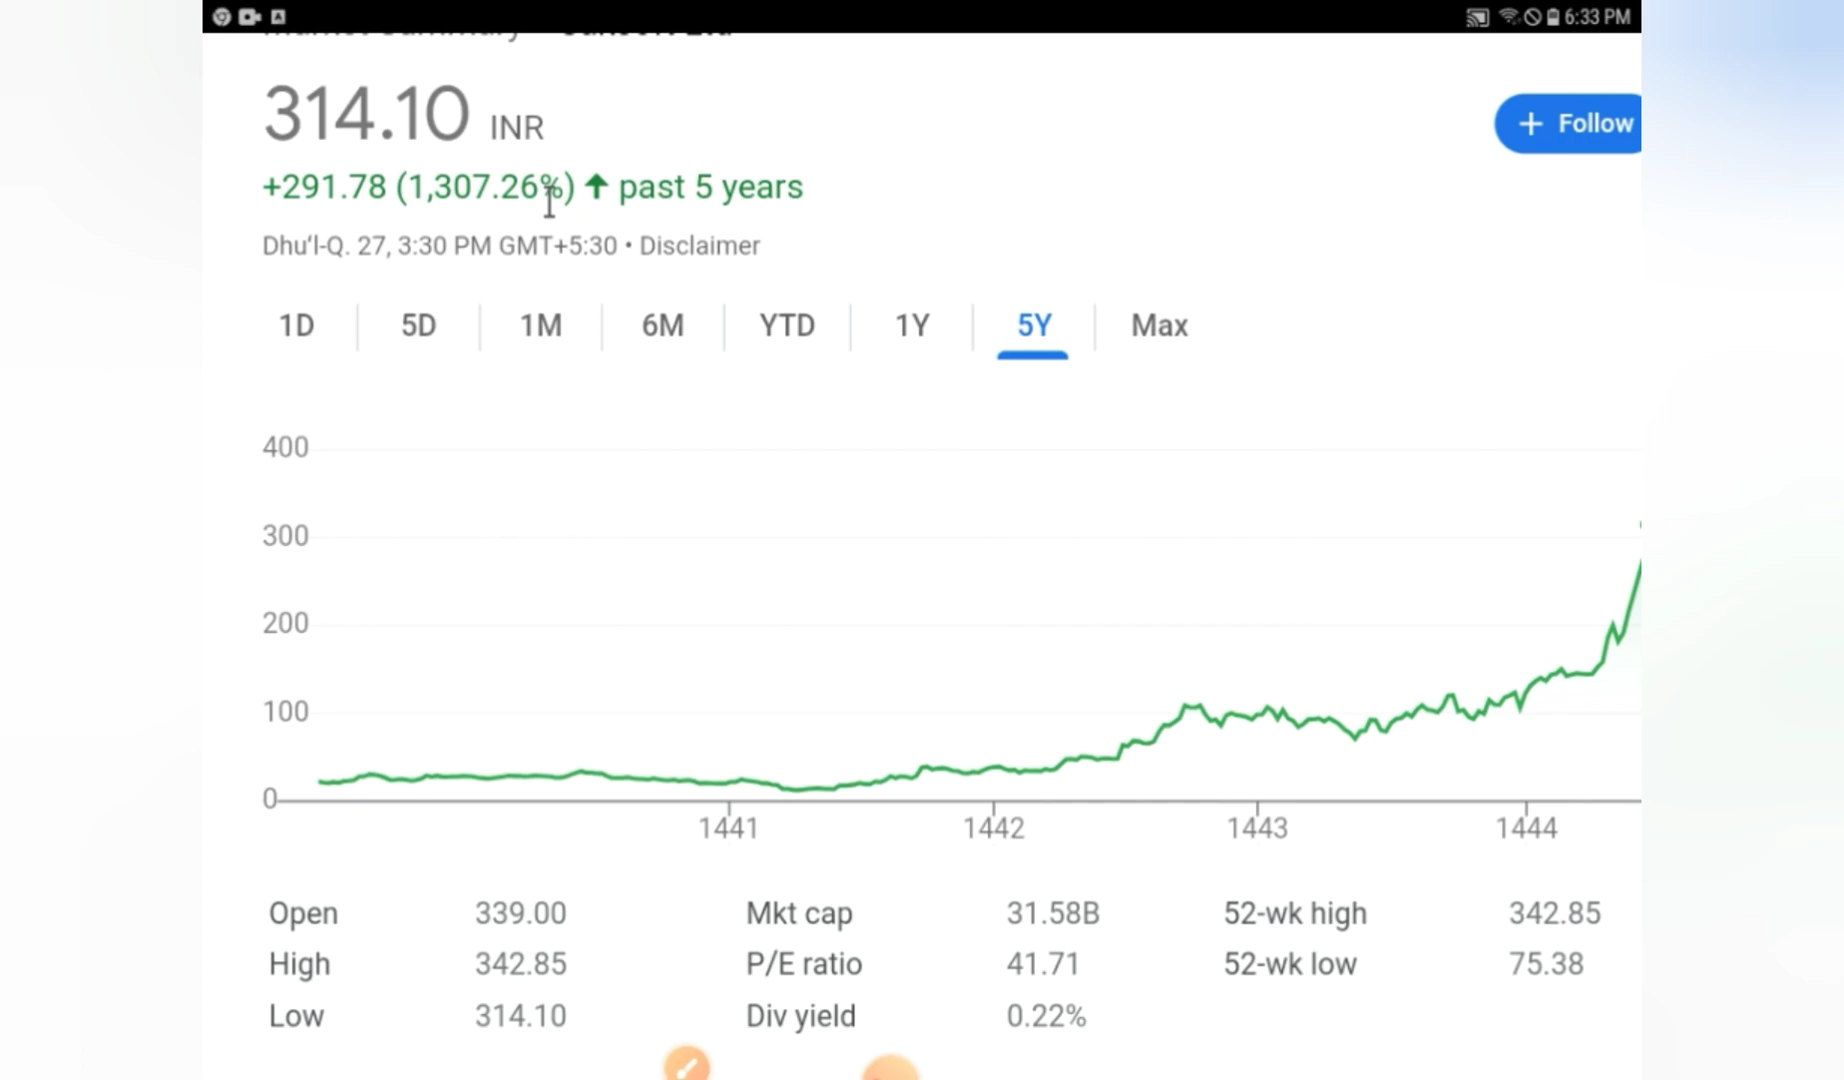 6:33 PM
314.10 INR
+ Follow
+291.78 (1,307.26%) ↑ past 5 years
Dhuʻl-Q. 27, 3:30 PM GMT+5:30 • Disclaimer
1D 5D 1M 6M YTD 1Y 5Y Max
400
300
200
100
0
1441 1442 1443 1444
Open 339.00 Mkt cap 31.58B 52-wk high 342.85
High 342.85 P/E ratio 41.71 52-wk low 75.38
Low 314.10 Div yield 0.22%